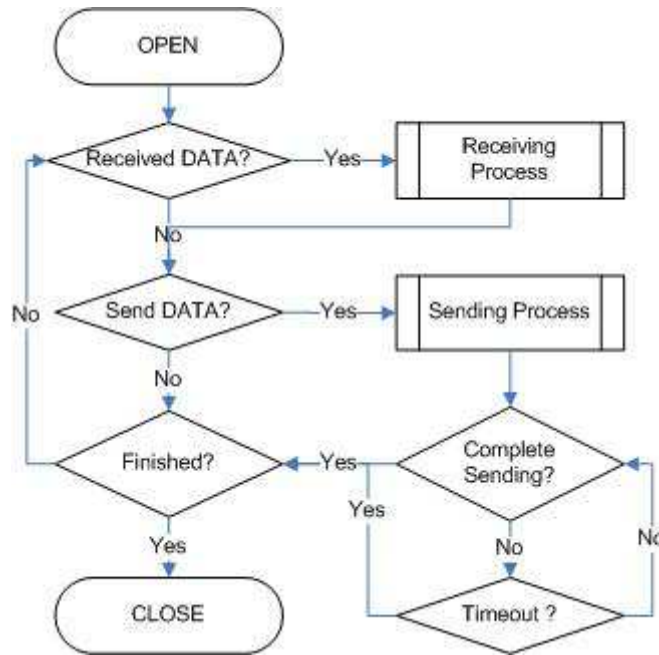 OPEN
Received DATA?
Yes
Receiving
Process
No
Send DATA?
Yes
Sending Process
No
No
Finished?
Yes
Complete
Sending?
Yes
Yes
No
No
CLOSE
Timeout ?